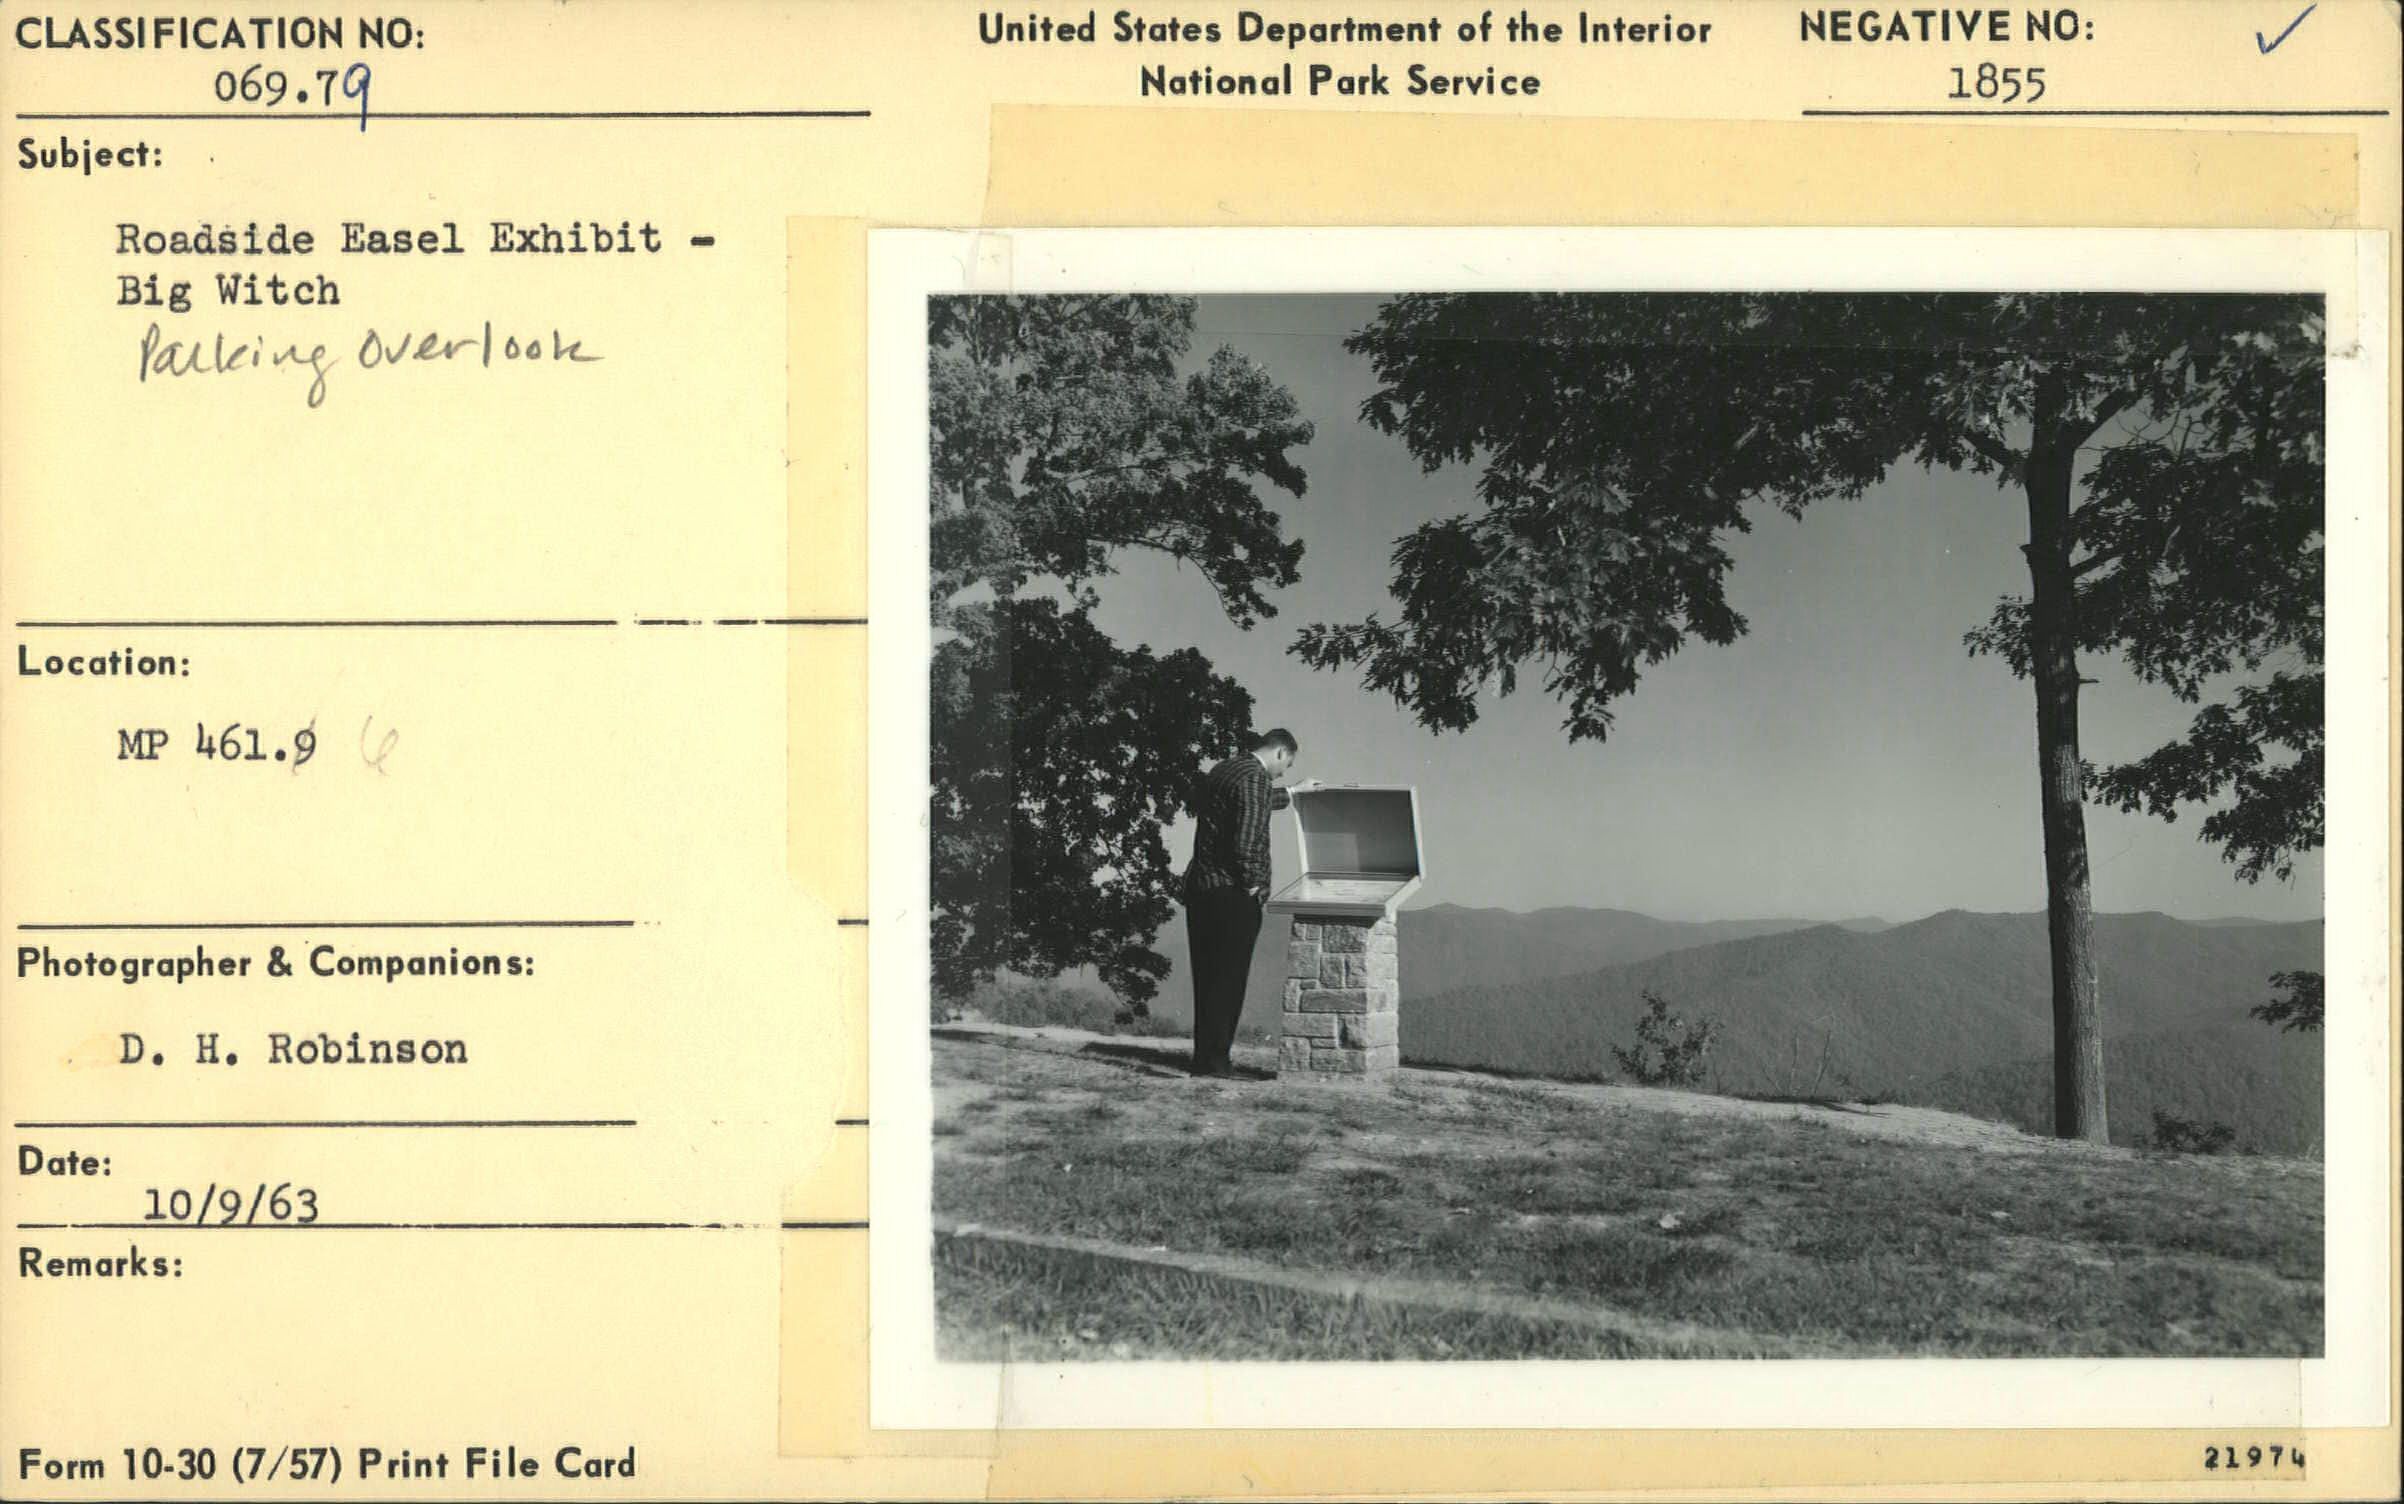 CLASSIFICATION NO:
069.79
United States Department of the Interior
National Park Service
NEGATIVE NO:
1855
Subject:
Roadside Easel Exhibit -
Big Witch
Parking Overlook
Location:
MP 461.9 6
Photographer & Companions:
D. H. Robinson
Date:
10/9/63
Remarks:
Form 10-30 (7/57) Print File Card
21974